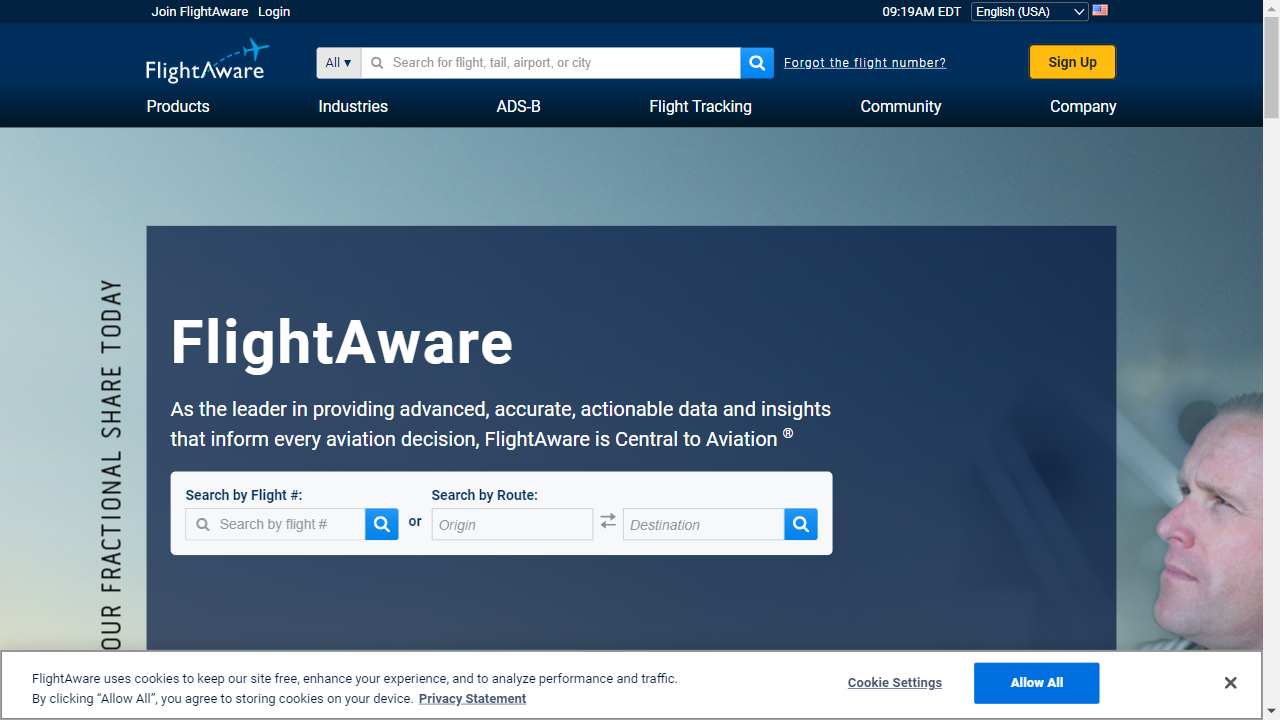 Join FlightAware Login
09:19AM EDT English (USA)
FlightAware
All ▾ Search for flight, tail, airport, or city
Forgot the flight number?
Sign Up
Products Industries ADS-B Flight Tracking Community Company
OUR FRACTIONAL SHARE TODAY
FlightAware
As the leader in providing advanced, accurate, actionable data and insights
that inform every aviation decision, FlightAware is Central to Aviation ®
Search by Flight #:
Search by flight #
or
Search by Route:
Origin
Destination
FlightAware uses cookies to keep our site free, enhance your experience, and to analyze performance and traffic.
By clicking “Allow All”, you agree to storing cookies on your device. Privacy Statement
Cookie Settings
Allow All